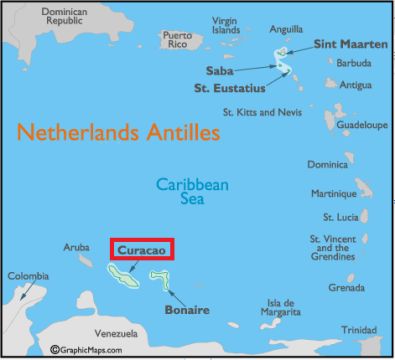 Dominican
Republic
Virgin
Islands
Anguilla
Puerto
Rico
Sint Maarten
Saba
Barbuda
St. Eustatius
Antigua
St. Kitts and Nevis
Guadeloupe
Netherlands Antilles
Dominica
Caribbean
Sea
Martinique
St. Lucia
Aruba
Curacao
St. Vincent
and the
Grendines
Colombia
Bonaire
Grenada
Isla de
Margarita
Venezuela
Trinidad
©GraphicMaps.com